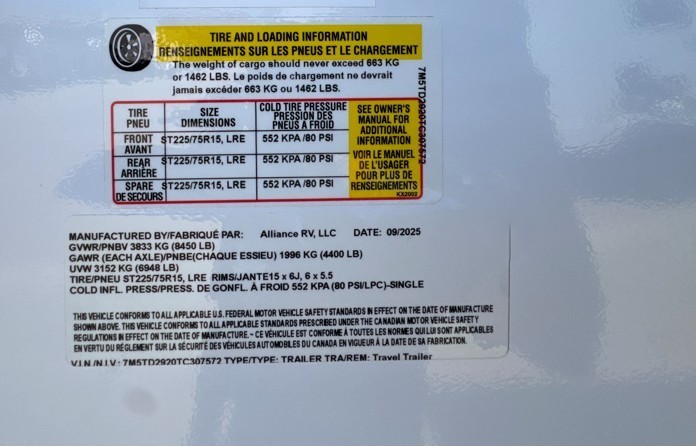 TIRE AND LOADING INFORMATION
RENSEIGNEMENTS SUR LES PNEUS ET LE CHARGEMENT
The weight of cargo should never exceed 663 KG
or 1462 LBS. Le poids de chargement ne devrait
jamais excéder 663 KG ou 1462 LBS.
TIRE PNEU SIZE DIMENSIONS COLD TIRE PRESSURE PRESSION DES PNEUS A FROID
FRONT AVANT ST225/75R15, LRE 552 KPA /80 PSI
REAR ARRIÈRE ST225/75R15, LRE 552 KPA /80 PSI
SPARE DE SECOURS ST225/75R15, LRE 552 KPA /80 PSI
SEE OWNER'S
MANUAL FOR
ADDITIONAL
INFORMATION
VOIR LE MANUEL
DE L'USAGER
POUR PLUS DE
RENSEIGNEMENTS
KX2002
7M5TD2920TC307572
MANUFACTURED BY/FABRIQUÉ PAR: Alliance RV, LLC DATE: 09/2025
GVWR/PNBV 3833 KG (8450 LB)
GAWR (EACH AXLE)/PNBE(CHAQUE ESSIEU) 1996 KG (4400 LB)
UVW 3152 KG (6948 LB)
TIRE/PNEU ST225/75R15, LRE RIMS/JANTE15 x 6J, 6 x 5.5
COLD INFL. PRESS/PRESS. DE GONFL. À FROID 552 KPA (80 PSI/LPC)-SINGLE
THIS VEHICLE CONFORMS TO ALL APPLICABLE U.S. FEDERAL MOTOR VEHICLE SAFETY STANDARDS IN EFFECT ON THE DATE OF MANUFACTURE
SHOWN ABOVE. THIS VEHICLE CONFORMS TO ALL APPLICABLE STANDARDS PRESCRIBED UNDER THE CANADIAN MOTOR VEHICLE SAFETY
REGULATIONS IN EFFECT ON THE DATE OF MANUFACTURE. - CE VÉHICULE EST CONFORME À TOUTES LES NORMES QUI LUI SONT APPLICABLES
EN VERTU DU RÈGLEMENT SUR LA SÉCURITÉ DES VÉHICULES AUTOMOBILES DU CANADA EN VIGUEUR À LA DATE DE SA FABRICATION.
V.I.N./N.I.V.: 7M5TD2920TC307572 TYPE/TYPE: TRAILER TRA/REM: Travel Trailer